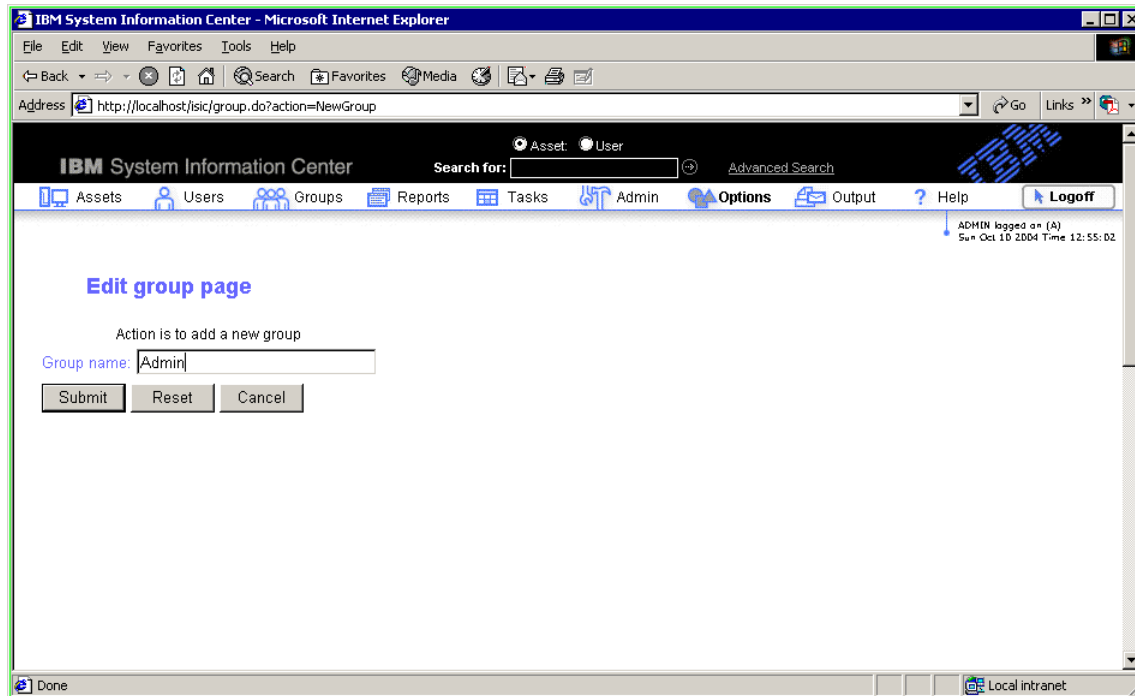 IBM System Information Center - Microsoft Internet Explorer
File Edit View Favorites Tools Help
Back Search Favorites Media
Address http://localhost/isic/group.do?action=NewGroup Go Links »
Asset: User
IBM System Information Center Search for: Advanced Search IBM
Assets Users Groups Reports Tasks Admin Options Output ? Help Logoff
ADMIN logged on (A)
Sun Oct 10 2004 Time 12:55:02
Edit group page
Action is to add a new group
Group name: Admin
Submit Reset Cancel
Done Local intranet